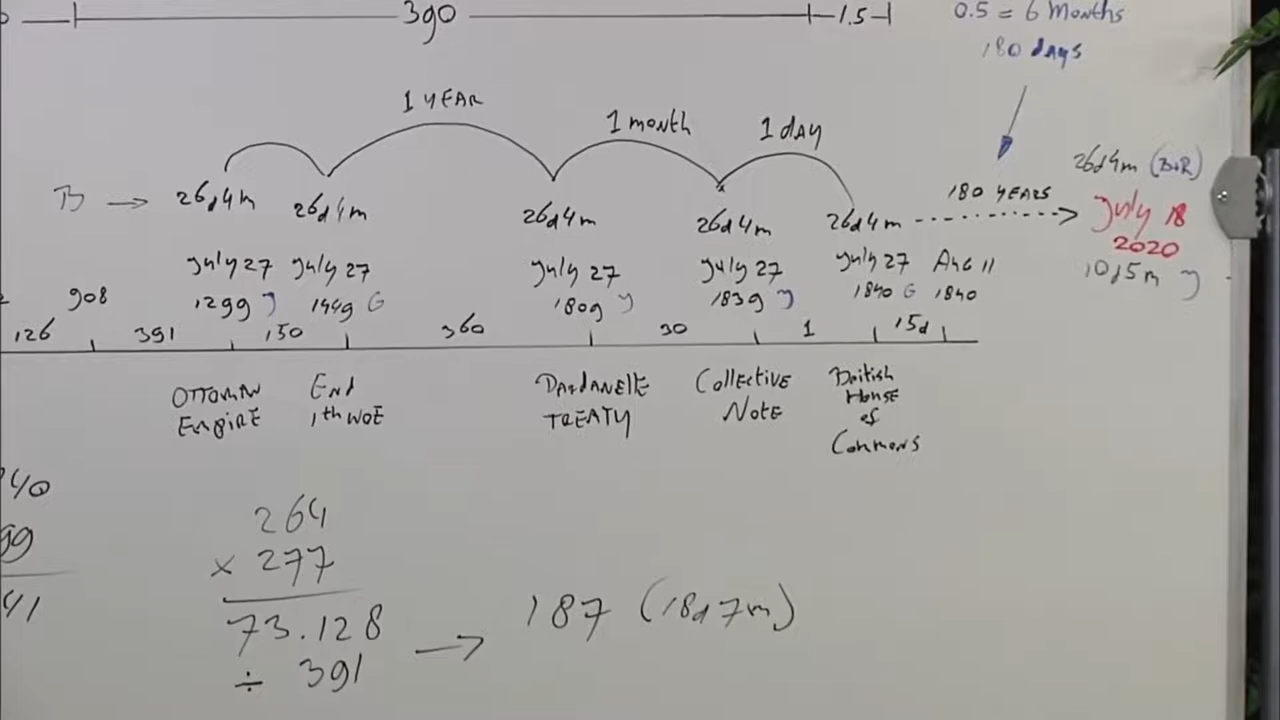 390
1.5
0.5 = 6 Months
180 days
1 YEAR
1 month
1 day
B → 26d4m 26d4m 26d4m 26d4m 26d4m 180 YEARS 26d4m (B+R)
July 27 July 27 July 27 July 27 July 27 AUG 11 July 18
1299 J 1449 G 1809 J 1839 J 1840 G 1840 2020
10d5m J
908
126 391 150 360 30 1 15d
OTTOMAN End DARDANELLE Collective British
EMPIRE 1th WOE TREATY NOTE House
of
Commons
40
99
41
264
× 277
73.128 → 187 (18d7m)
÷ 391